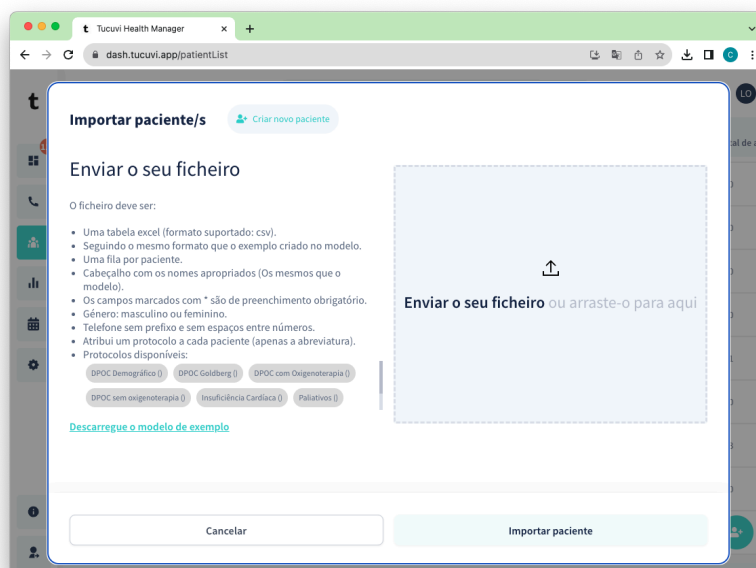 t Tucuvi Health Manager
dash.tucuvi.app/patientList
C
t
LO
Importar paciente/s
Criar novo paciente
Enviar o seu ficheiro
O ficheiro deve ser:
Uma tabela excel (formato suportado: csv).
Seguindo o mesmo formato que o exemplo criado no modelo.
Uma fila por paciente.
Cabeçalho com os nomes apropriados (Os mesmos que o
modelo).
Os campos marcados com * são de preenchimento obrigatório.
Género: masculino ou feminino.
Telefone sem prefixo e sem espaços entre números.
Atribui um protocolo a cada paciente (apenas a abreviatura).
Protocolos disponíveis:
DPOC Demográfico () DPOC Goldberg () DPOC com Oxigenoterapia ()
DPOC sem oxigenoterapia () Insuficiência Cardíaca () Paliativos ()
Descarregue o modelo de exemplo
Enviar o seu ficheiro ou arraste-o para aqui
Cancelar
Importar paciente